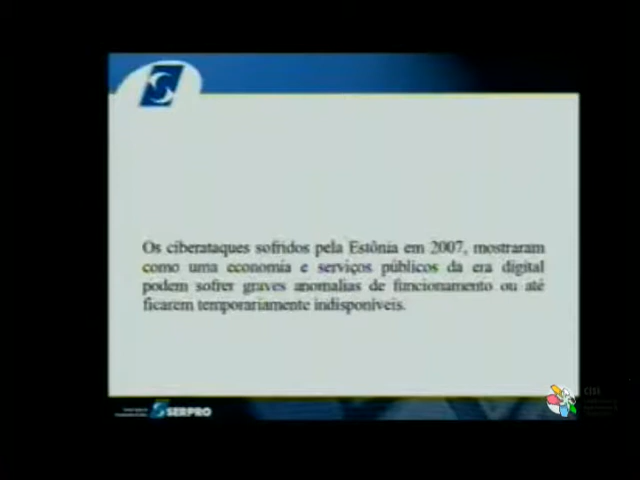 Os ciberataques sofridos pela Estônia em 2007, mostraram
como uma economia e serviços públicos da era digital
podem sofrer graves anomalias de funcionamento ou até
ficarem temporariamente indisponíveis.
SERPRO